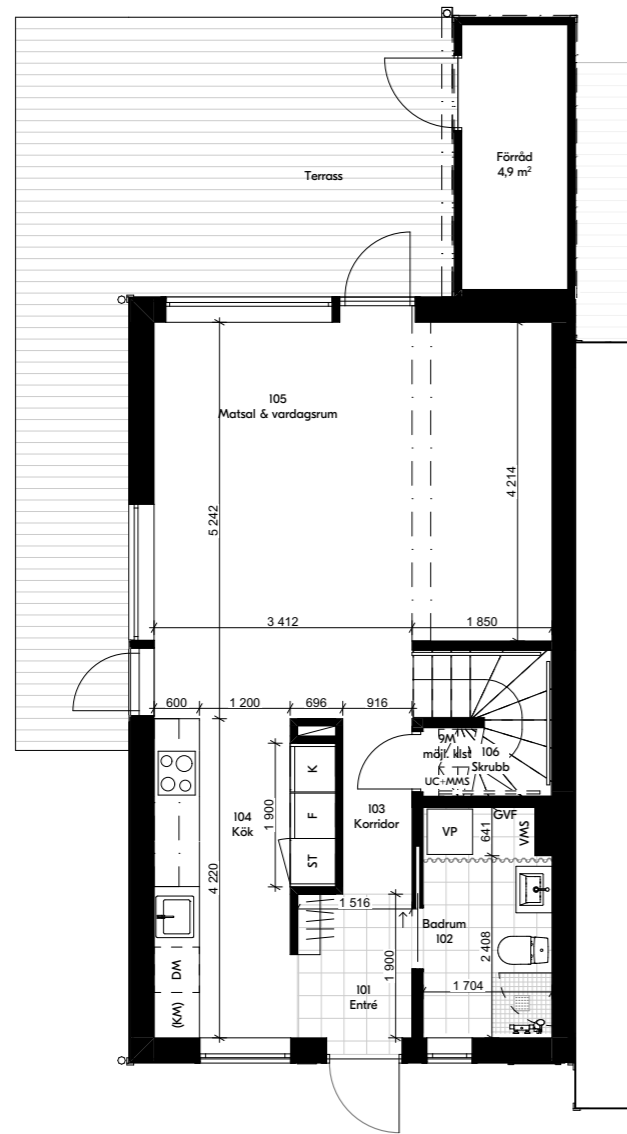 Förråd
4,9 m²
Terrass
105
Matsal & vardagsrum
5 242
4 214
3 412
1 850
600
1 200
696
916
9M
möjl. klst
106
Skrubb
UC+MMS
K
F
ST
1 900
104
Kök
103
Korridor
VP
641
GVF
VMS
4 220
1 516
Badrum
102
2 408
DM
(KM)
1 900
101
Entré
1 704